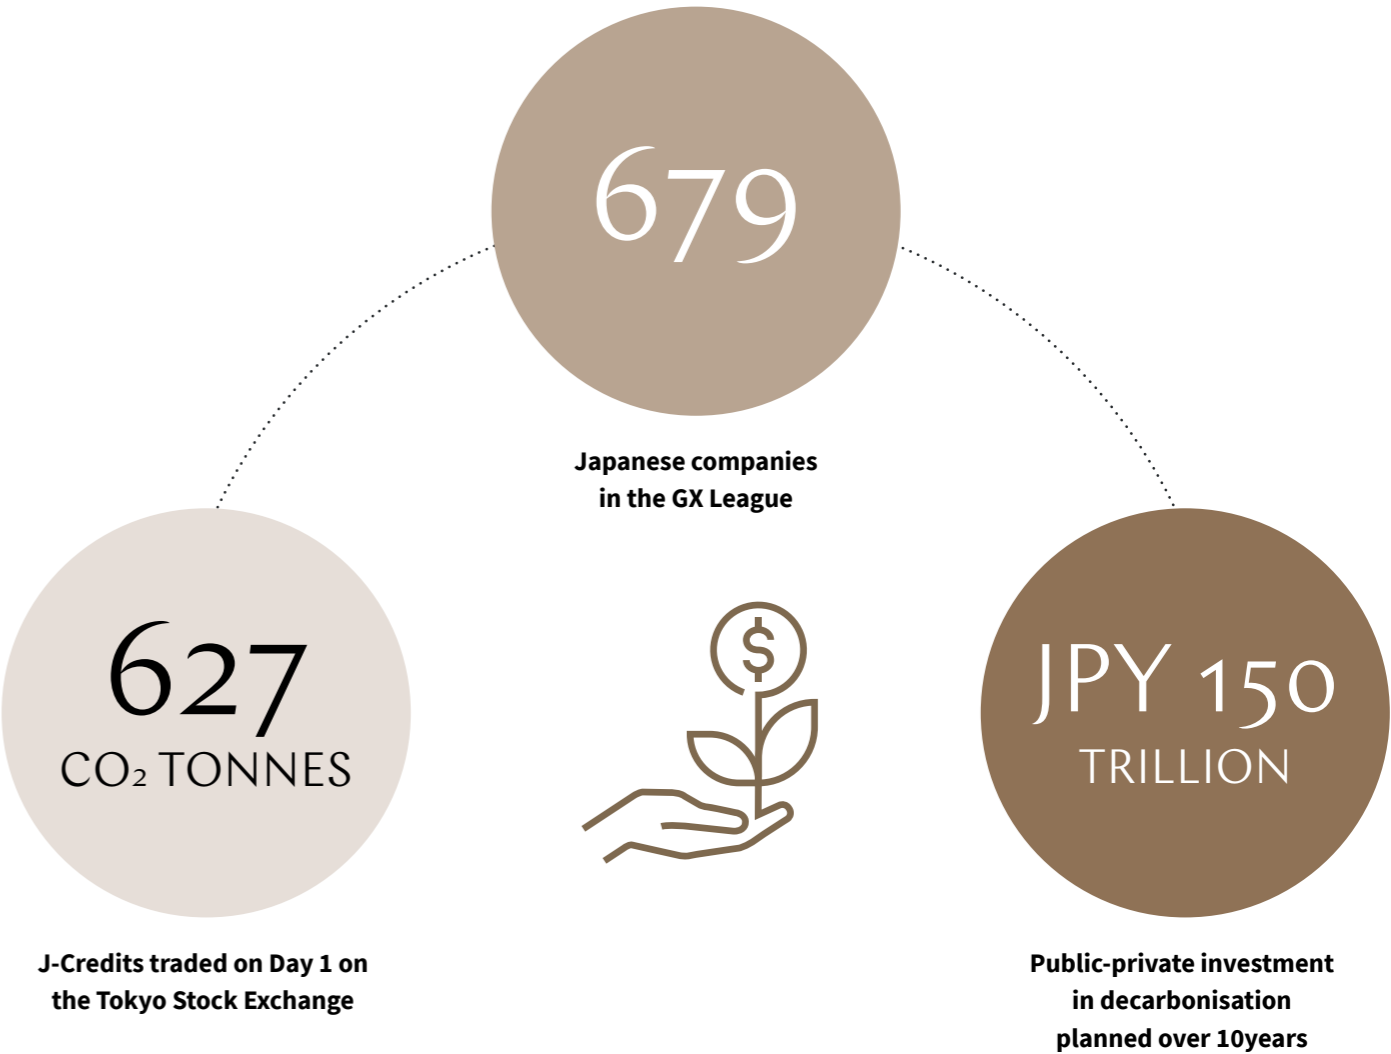 679
Japanese companies
in the GX League
627
CO₂ TONNES
J-Credits traded on Day 1 on
the Tokyo Stock Exchange
$
JPY 150
TRILLION
Public-private investment
in decarbonisation
planned over 10years